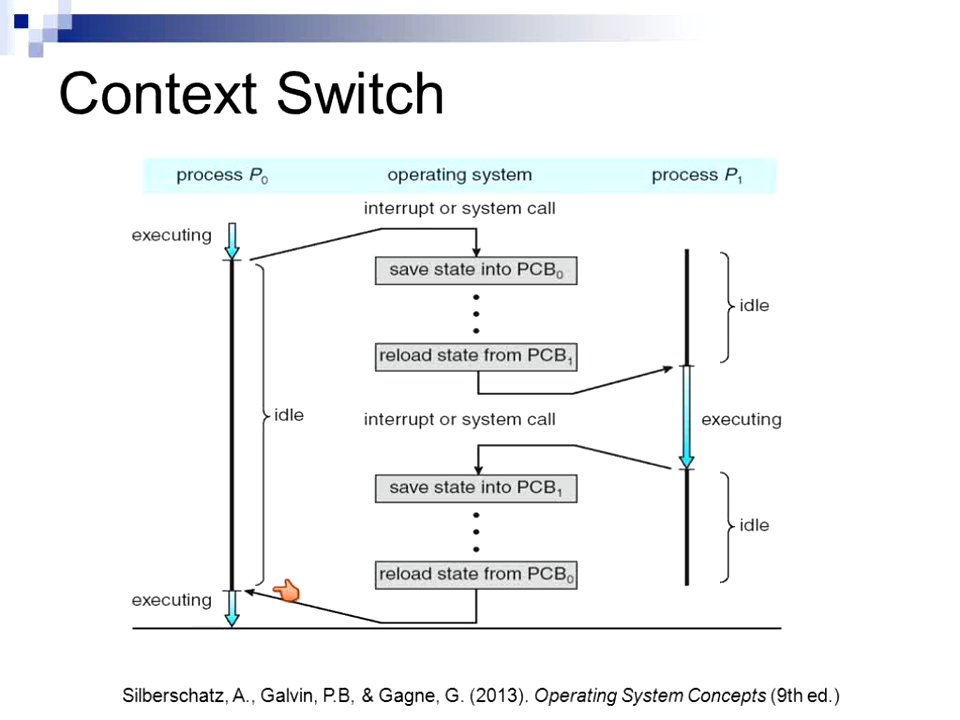 Context Switch
process P₀ operating system process P₁
interrupt or system call
executing
save state into PCB₀
idle
reload state from PCB₁
idle
interrupt or system call
executing
save state into PCB₁
idle
reload state from PCB₀
executing
Silberschatz, A., Galvin, P.B, & Gagne, G. (2013). Operating System Concepts (9th ed.)